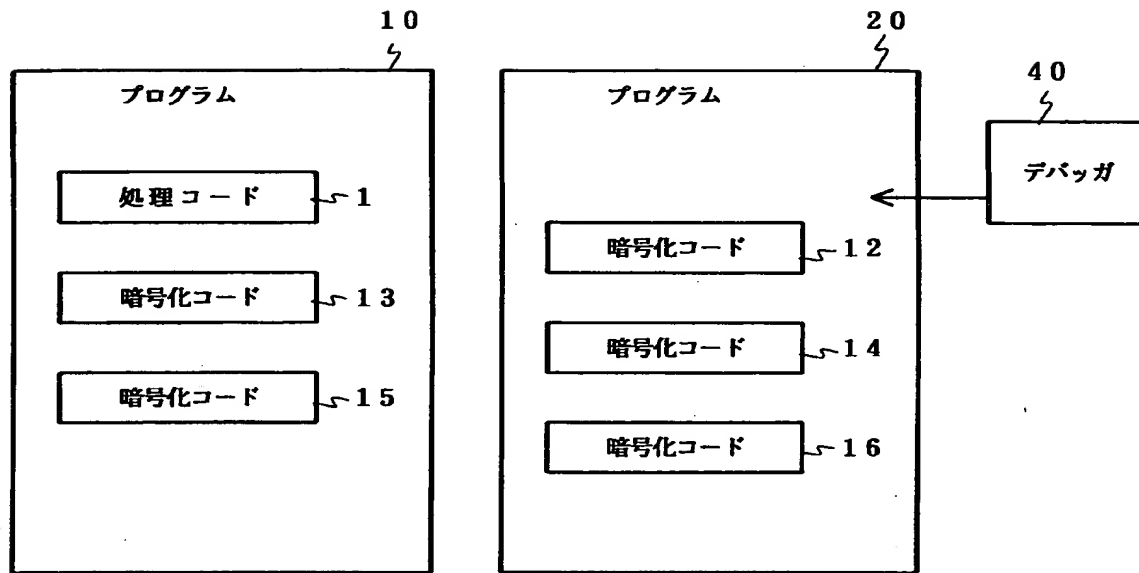 １０
プログラム
処理コード
１
暗号化コード
１３
暗号化コード
１５
２０
プログラム
暗号化コード
１２
暗号化コード
１４
暗号化コード
１６
４０
デバッガ